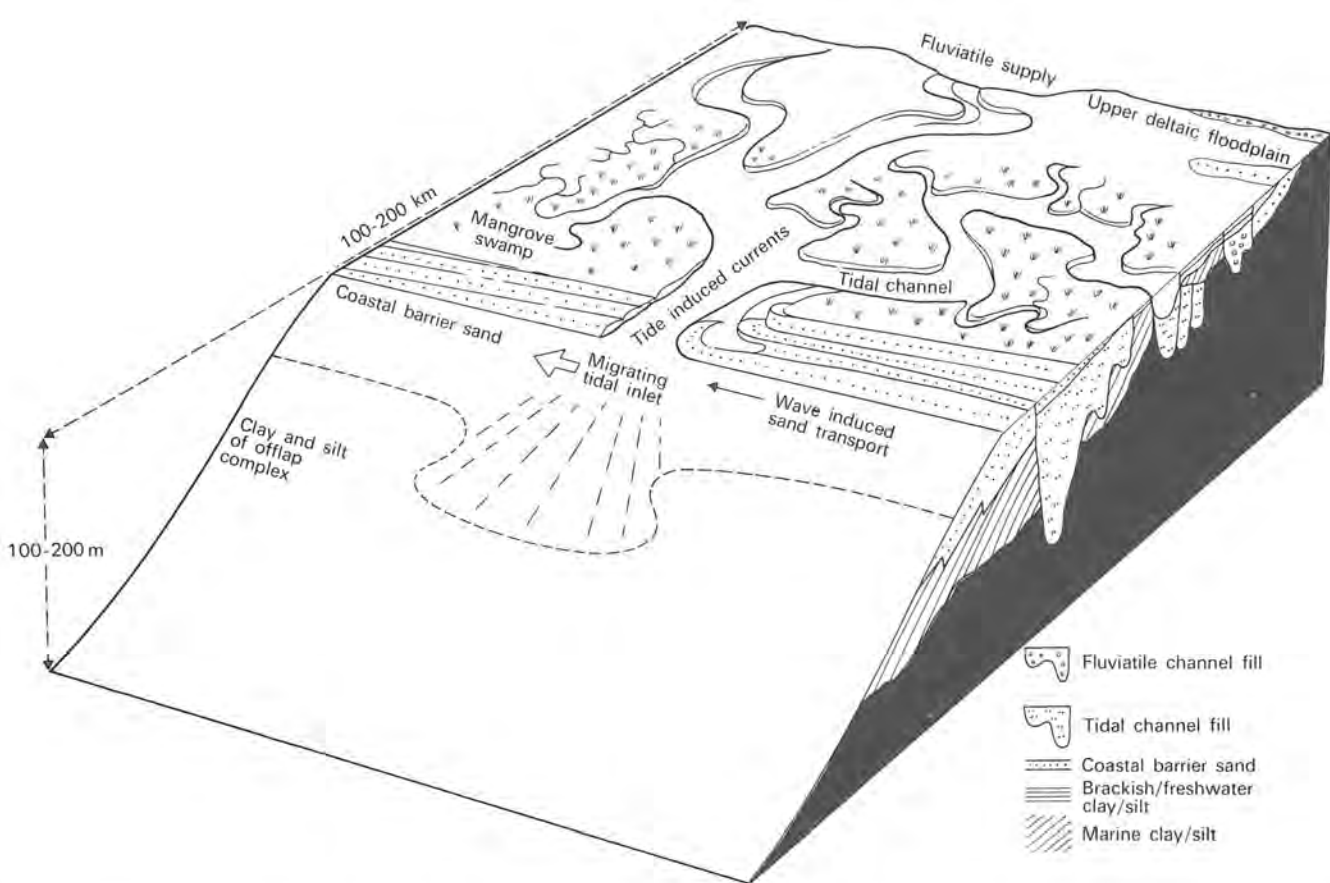 Fluviatile supply
Upper deltaic floodplain
100-200 km
Mangrove
swamp
Tide induced currents
Tidal channel
Coastal barrier sand
Migrating
tidal inlet
Wave induced
sand transport
Clay and silt
of offlap
complex
100-200 m
Fluviatile channel fill
Tidal channel fill
Coastal barrier sand
Brackish/freshwater
clay/silt
Marine clay/silt